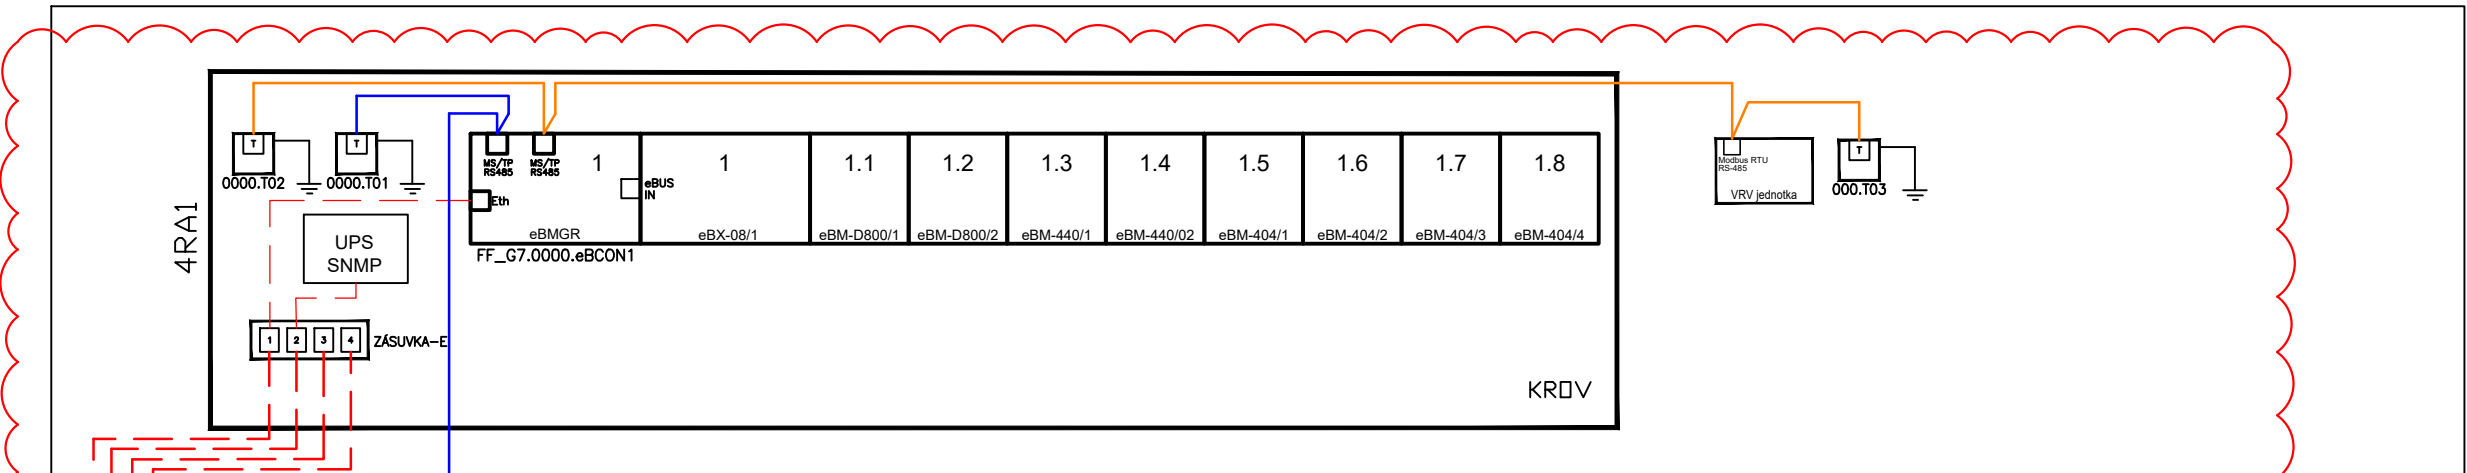 4RA1
T
0000.T02
T
0000.T01
MS/TP
RS485
MS/TP
RS485
1
eBUS
IN
Eth
eBMGR
1
eBX-08/1
1.1
eBM-D800/1
1.2
eBM-D800/2
1.3
eBM-440/1
1.4
eBM-440/02
1.5
eBM-404/1
1.6
eBM-404/2
1.7
eBM-404/3
1.8
eBM-404/4
FF_G7.0000.eBCON1
Modbus RTU
RS-485
VRV jednotka
T
000.T03
UPS
SNMP
1 2 3 4
ZÁSUVKA-E
KROV